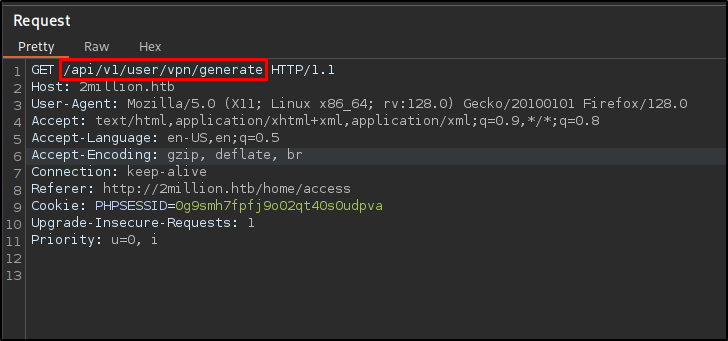 Request
Pretty Raw Hex
1 GET /api/v1/user/vpn/generate HTTP/1.1
2 Host: 2million.htb
3 User-Agent: Mozilla/5.0 (X11; Linux x86_64; rv:128.0) Gecko/20100101 Firefox/128.0
4 Accept: text/html,application/xhtml+xml,application/xml;q=0.9,*/*;q=0.8
5 Accept-Language: en-US,en;q=0.5
6 Accept-Encoding: gzip, deflate, br
7 Connection: keep-alive
8 Referer: http://2million.htb/home/access
9 Cookie: PHPSESSID=0g9smh7fpfj9o02qt40s0udpva
10 Upgrade-Insecure-Requests: 1
11 Priority: u=0, i
12
13